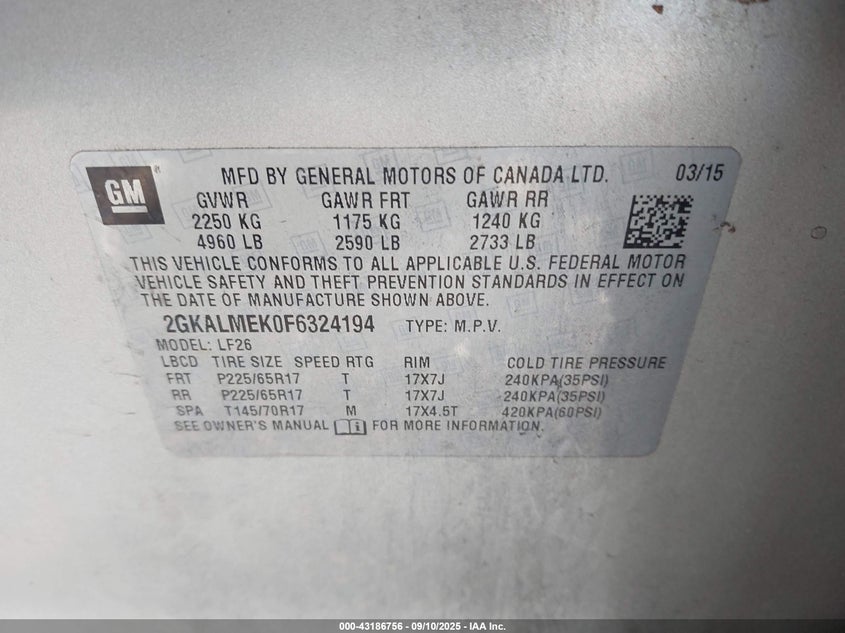 GM
MFD BY GENERAL MOTORS OF CANADA LTD. 03/15
GVWR GAWR FRT GAWR RR
2250 KG 1175 KG 1240 KG
4960 LB 2590 LB 2733 LB
THIS VEHICLE CONFORMS TO ALL APPLICABLE U.S. FEDERAL MOTOR
VEHICLE SAFETY AND THEFT PREVENTION STANDARDS IN EFFECT ON
THE DATE OF MANUFACTURE SHOWN ABOVE.
2GKALMEK0F6324194 TYPE: M.P.V.
MODEL: LF26
LBCD TIRE SIZE SPEED RTG RIM COLD TIRE PRESSURE
FRT P225/65R17 T 17X7J 240KPA(35PSI)
RR P225/65R17 T 17X7J 240KPA(35PSI)
SPA T145/70R17 M 17X4.5T 420KPA(60PSI)
SEE OWNER'S MANUAL i FOR MORE INFORMATION.
000-43186756 - 09/10/2025 - IAA Inc.